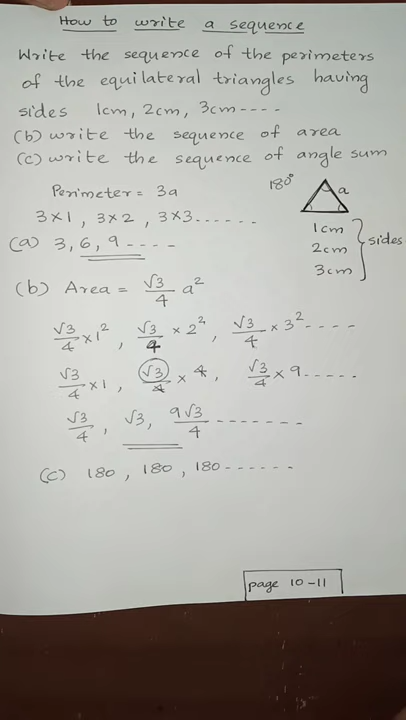 How to write a sequence
Write the sequence of the perimeters
of the equilateral triangles having
sides 1cm, 2cm, 3cm ----
(b) write the sequence of area
(c) write the sequence of angle sum
180° a
Perimeter = 3a
3×1, 3×2, 3×3......
1cm
2cm
3cm
sides
(a) 3, 6, 9 ----
(b) Area = √3/4 a²
√3/4 ×1², √3/4 × 2², √3/4 × 3² ----
√3/4 ×1, √3/4 × 4, √3/4 × 9 .....
√3/4, √3, 9√3/4 -------
(c) 180, 180, 180 ------
page 10-11